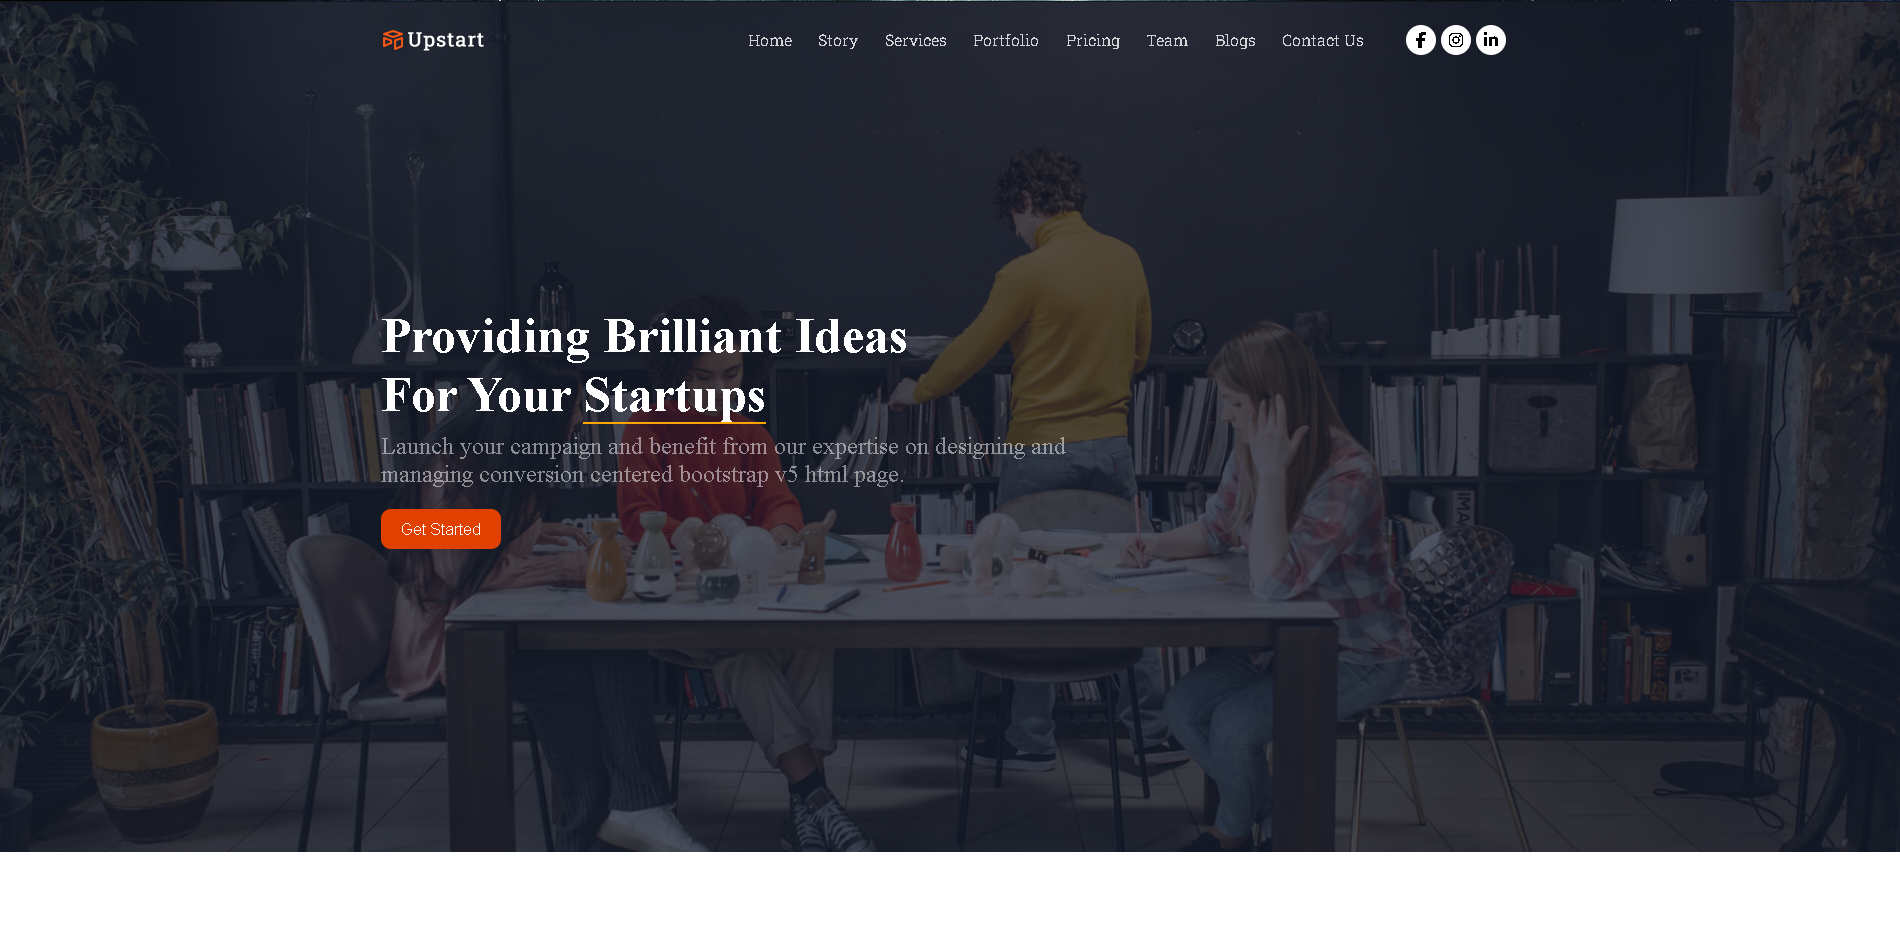 Upstart
Home Story Services Portfolio Pricing Team Blogs Contact Us
Providing Brilliant Ideas
For Your Startups
Launch your campaign and benefit from our expertise on designing and
managing conversion centered bootstrap v5 html page.
Get Started